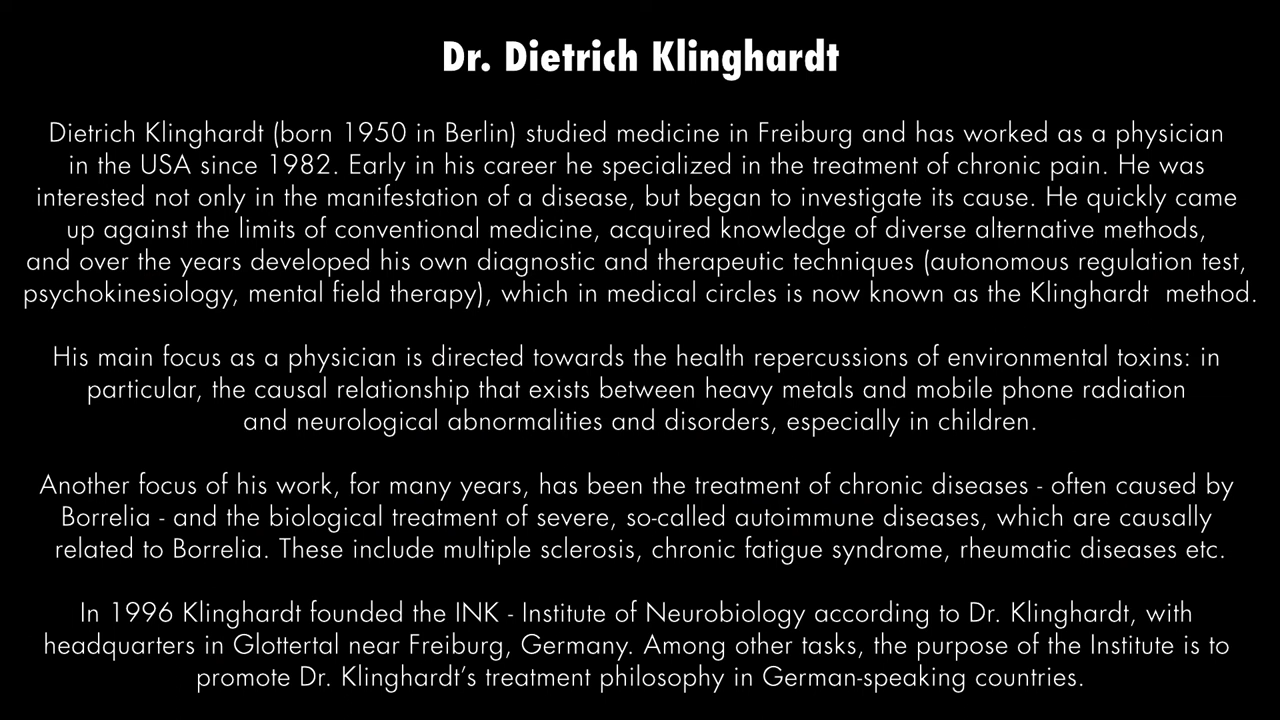 Dr. Dietrich Klinghardt
Dietrich Klinghardt (born 1950 in Berlin) studied medicine in Freiburg and has worked as a physician
in the USA since 1982. Early in his career he specialized in the treatment of chronic pain. He was
interested not only in the manifestation of a disease, but began to investigate its cause. He quickly came
up against the limits of conventional medicine, acquired knowledge of diverse alternative methods,
and over the years developed his own diagnostic and therapeutic techniques (autonomous regulation test,
psychokinesiology, mental field therapy), which in medical circles is now known as the Klinghardt  method.
His main focus as a physician is directed towards the health repercussions of environmental toxins: in
particular, the causal relationship that exists between heavy metals and mobile phone radiation
and neurological abnormalities and disorders, especially in children.
Another focus of his work, for many years, has been the treatment of chronic diseases - often caused by
Borrelia - and the biological treatment of severe, so-called autoimmune diseases, which are causally
related to Borrelia. These include multiple sclerosis, chronic fatigue syndrome, rheumatic diseases etc.
In 1996 Klinghardt founded the INK - Institute of Neurobiology according to Dr. Klinghardt, with
headquarters in Glottertal near Freiburg, Germany. Among other tasks, the purpose of the Institute is to
promote Dr. Klinghardt’s treatment philosophy in German-speaking countries.